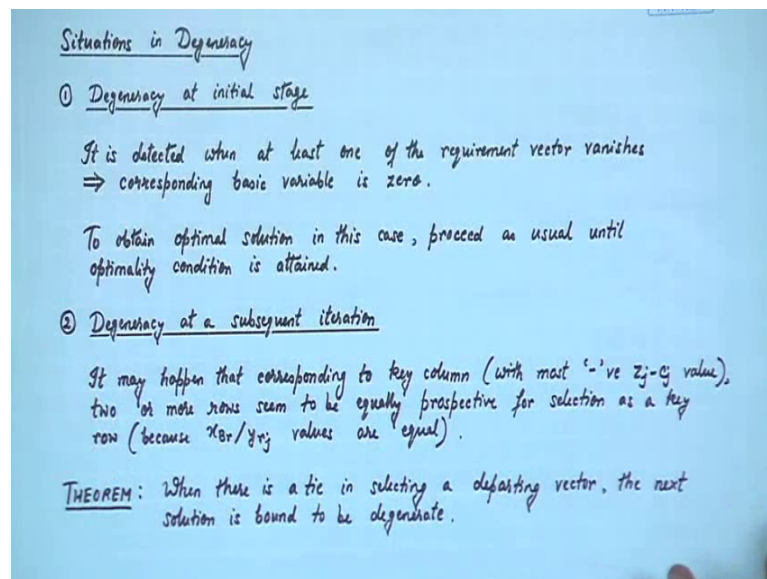 Situations in Degeneracy
① Degeneracy at initial stage
It is detected when at least one of the requirement vector vanishes
⇒ corresponding basic variable is zero.
To obtain optimal solution in this case, proceed as usual until
optimality condition is attained.
② Degeneracy at a subsequent iteration
It may happen that corresponding to key column (with most '-'ve zj-cj value),
two or more rows seem to be equally prospective for selection as a key
row (because xBr/yrj values are equal).
THEOREM: When there is a tie in selecting a departing vector, the next
solution is bound to be degenerate.